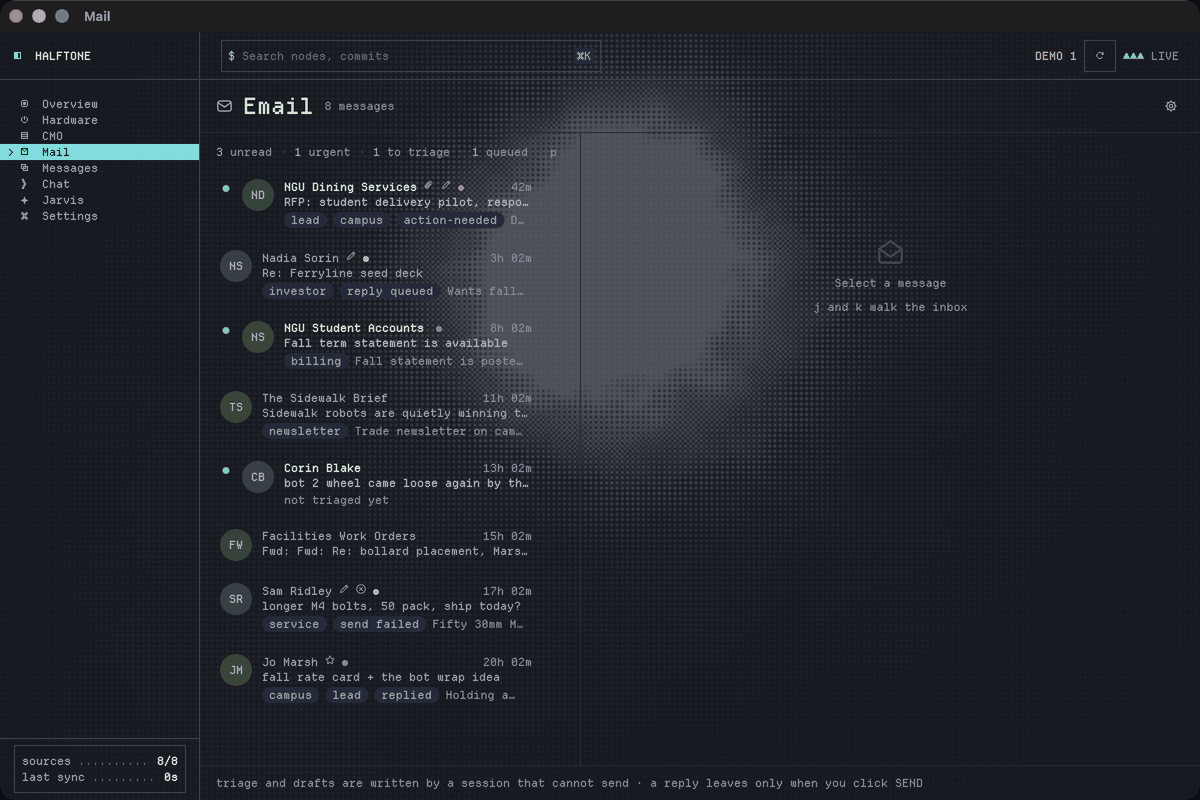 Mail
HALFTONE
$ Search nodes, commits ⌘K
DEMO 1
LIVE
Overview
Hardware
CMO
Mail
Messages
Chat
Jarvis
Settings
Email 8 messages
3 unread · 1 urgent · 1 to triage · 1 queued p
ND NGU Dining Services 42m
RFP: student delivery pilot, respo…
lead campus action-needed D…
NS Nadia Sorin 3h 02m
Re: Ferryline seed deck
investor reply queued Wants fall…
NS NGU Student Accounts 8h 02m
Fall term statement is available
billing Fall statement is poste…
TS The Sidewalk Brief 11h 02m
Sidewalk robots are quietly winning t…
newsletter Trade newsletter on cam…
CB Corin Blake 13h 02m
bot 2 wheel came loose again by th…
not triaged yet
FW Facilities Work Orders 15h 02m
Fwd: Fwd: Re: bollard placement, Mars…
SR Sam Ridley 17h 02m
longer M4 bolts, 50 pack, ship today?
service send failed Fifty 30mm M…
JM Jo Marsh 20h 02m
fall rate card + the bot wrap idea
campus lead replied Holding a…
Select a message
j and k walk the inbox
sources .......... 8/8
last sync ......... 0s
triage and drafts are written by a session that cannot send · a reply leaves only when you click SEND